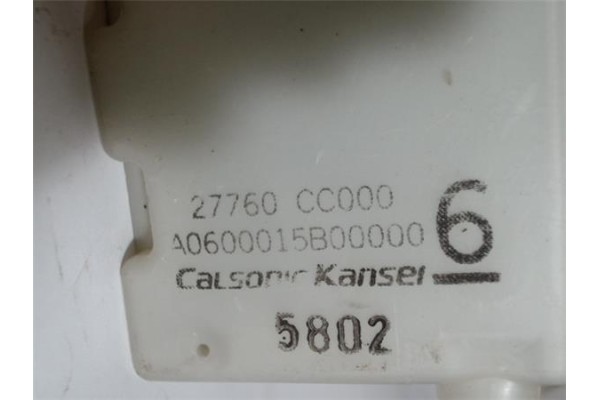 27760 CC000
A0600015B00000
6
Calsonic Kansei
5802